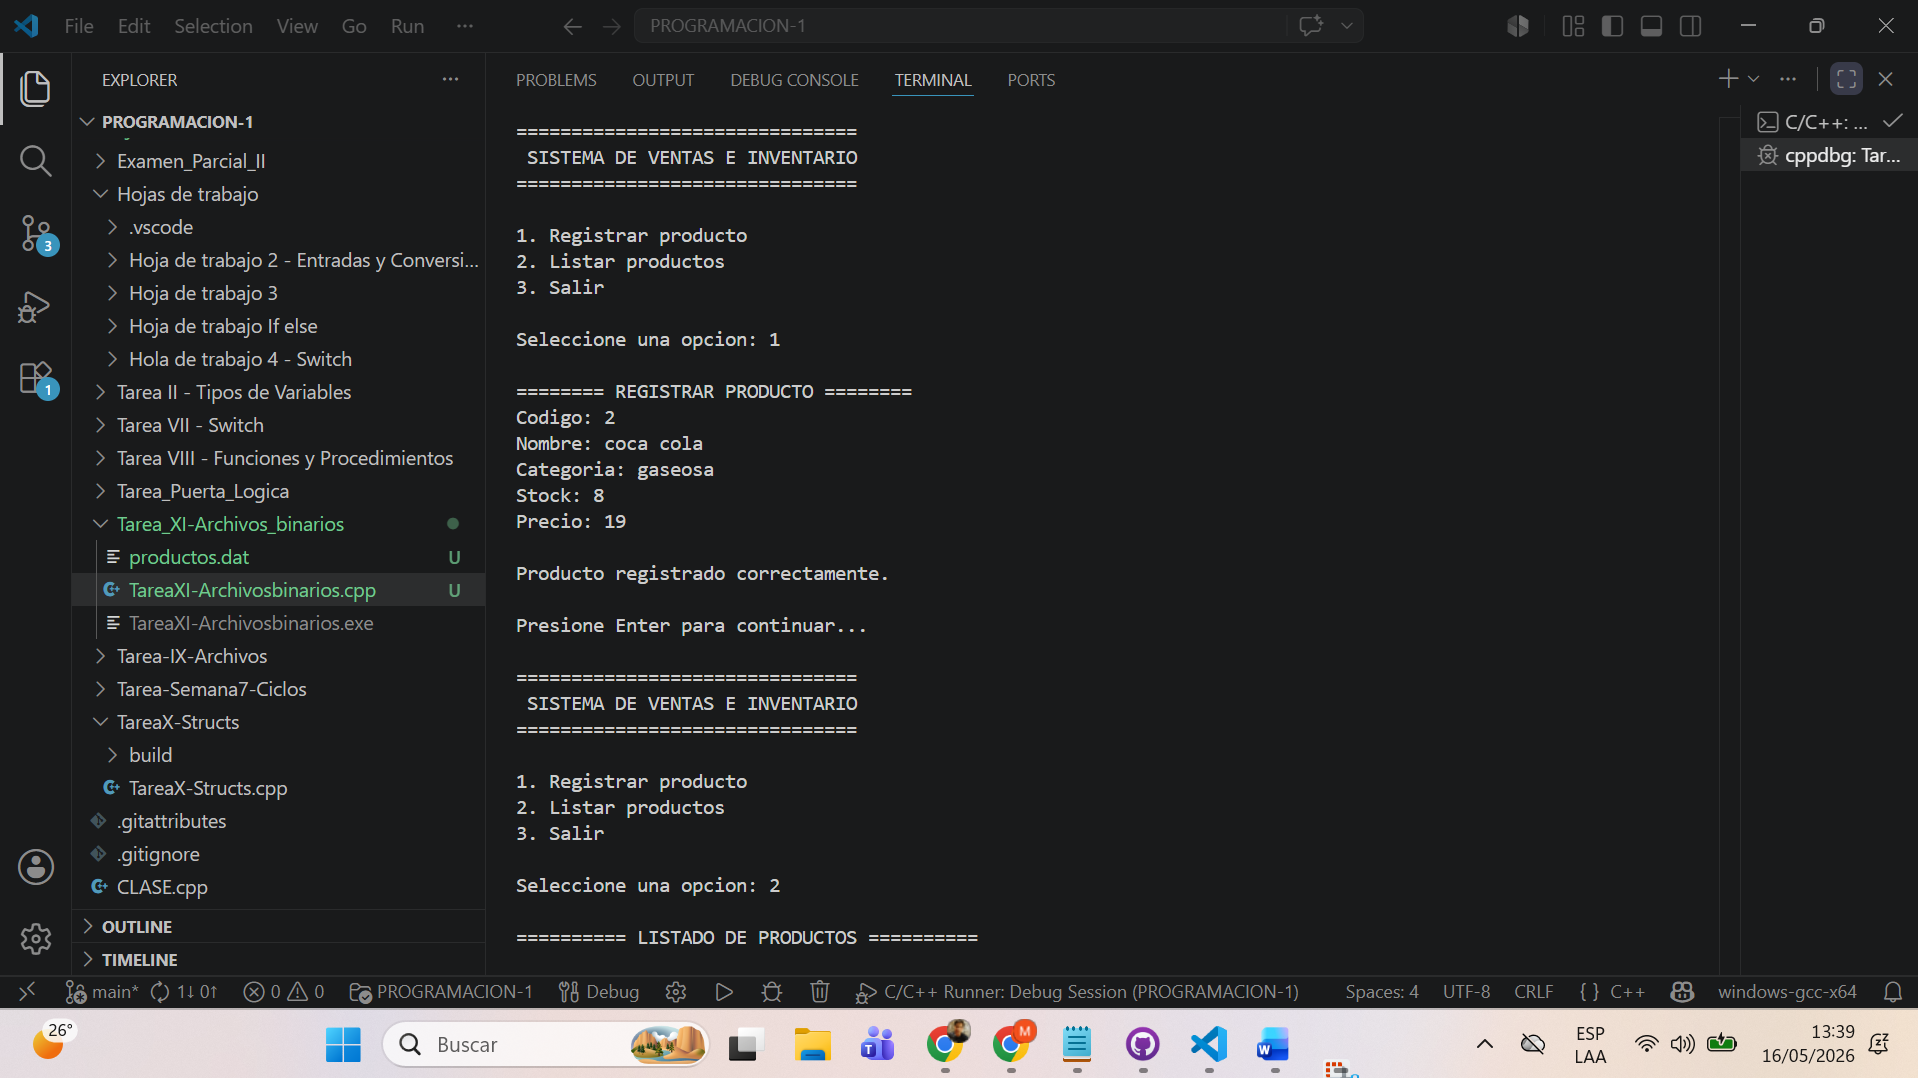 File Edit Selection View Go Run ···
PROGRAMACION-1
EXPLORER ···
PROGRAMACION-1
Examen_Parcial_II
Hojas de trabajo
.vscode
Hoja de trabajo 2 - Entradas y Conversi...
Hoja de trabajo 3
Hoja de trabajo If else
Hola de trabajo 4 - Switch
Tarea II - Tipos de Variables
Tarea VII - Switch
Tarea VIII - Funciones y Procedimientos
Tarea_Puerta_Logica
Tarea_XI-Archivos_binarios
productos.dat U
TareaXI-Archivosbinarios.cpp U
TareaXI-Archivosbinarios.exe
Tarea-IX-Archivos
Tarea-Semana7-Ciclos
TareaX-Structs
build
TareaX-Structs.cpp
.gitattributes
.gitignore
CLASE.cpp
OUTLINE
TIMELINE
3
1
PROBLEMS OUTPUT DEBUG CONSOLE TERMINAL PORTS
C/C++: ...
cppdbg: Tar...
===============================
SISTEMA DE VENTAS E INVENTARIO
===============================
1. Registrar producto
2. Listar productos
3. Salir
Seleccione una opcion: 1
======== REGISTRAR PRODUCTO ========
Codigo: 2
Nombre: coca cola
Categoria: gaseosa
Stock: 8
Precio: 19
Producto registrado correctamente.
Presione Enter para continuar...
===============================
SISTEMA DE VENTAS E INVENTARIO
===============================
1. Registrar producto
2. Listar productos
3. Salir
Seleccione una opcion: 2
========== LISTADO DE PRODUCTOS ==========
main* 1↓ 0↑ 0 0 PROGRAMACION-1 Debug C/C++ Runner: Debug Session (PROGRAMACION-1) Spaces: 4 UTF-8 CRLF {} C++ windows-gcc-x64
26° Buscar M ESP 13:39
LAA 16/05/2026